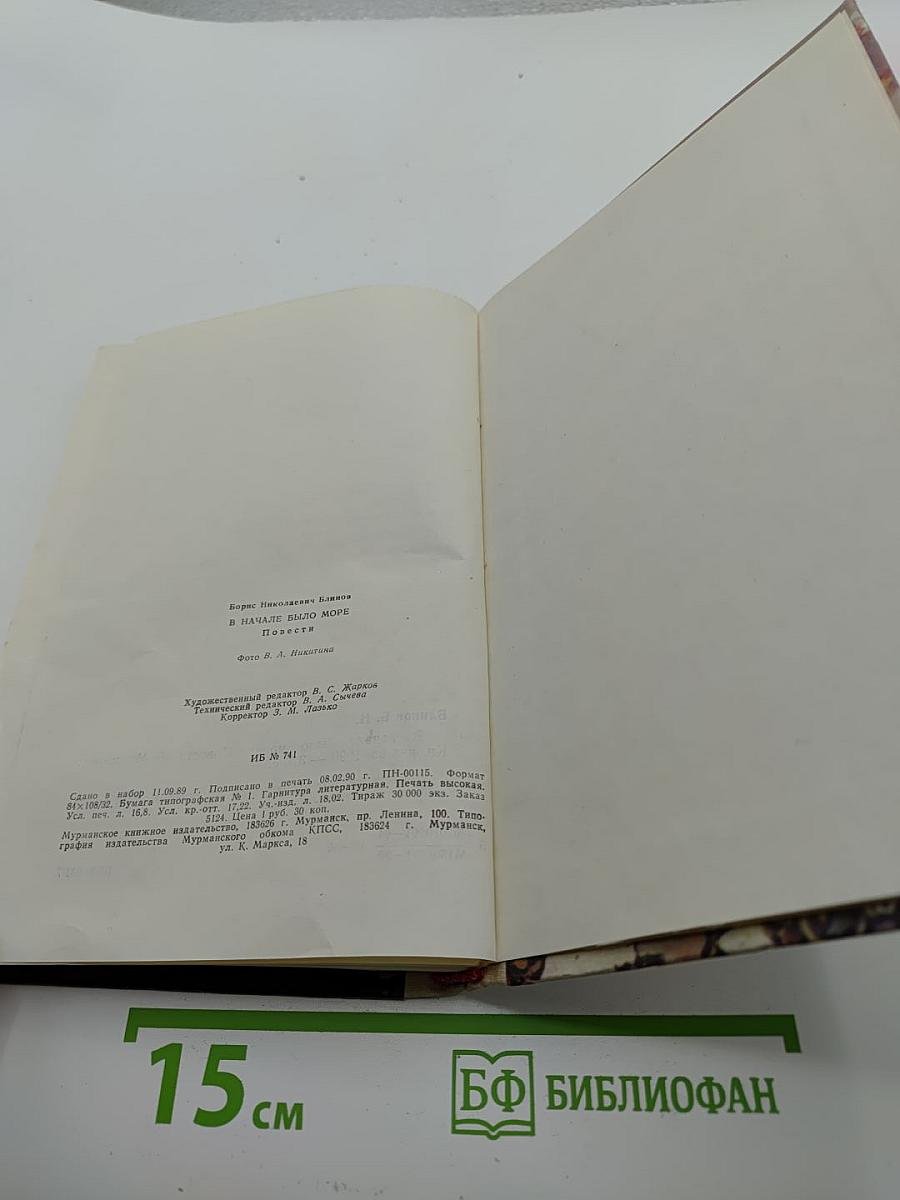 Борис Николаевич Блинов
В НАЧАЛЕ БЫЛО МОРЕ
Повести
Фото В. А. Никитина
Художественный редактор В. С. Жарков
Технический редактор В. А. Сычева
Корректор З. М. Лазько
ИБ № 741
Сдано в набор 11.09.89 г. Подписано в печать 08.02.90 г. ПН-00115. Формат
84×108/32. Бумага типографская № 1. Гарнитура литературная. Печать высокая.
Усл. печ. л. 16,8. Усл. кр.-отт. 17,22. Уч.-изд. л. 18,02. Тираж 30 000 экз. Заказ
5124. Цена 1 руб. 30 коп.
Мурманское книжное издательство, 183626 г. Мурманск, пр. Ленина, 100. Типо-
графия издательства Мурманского обкома КПСС, 183624 г. Мурманск,
ул. К. Маркса, 18
15 см
БФ БИБЛИОФАН